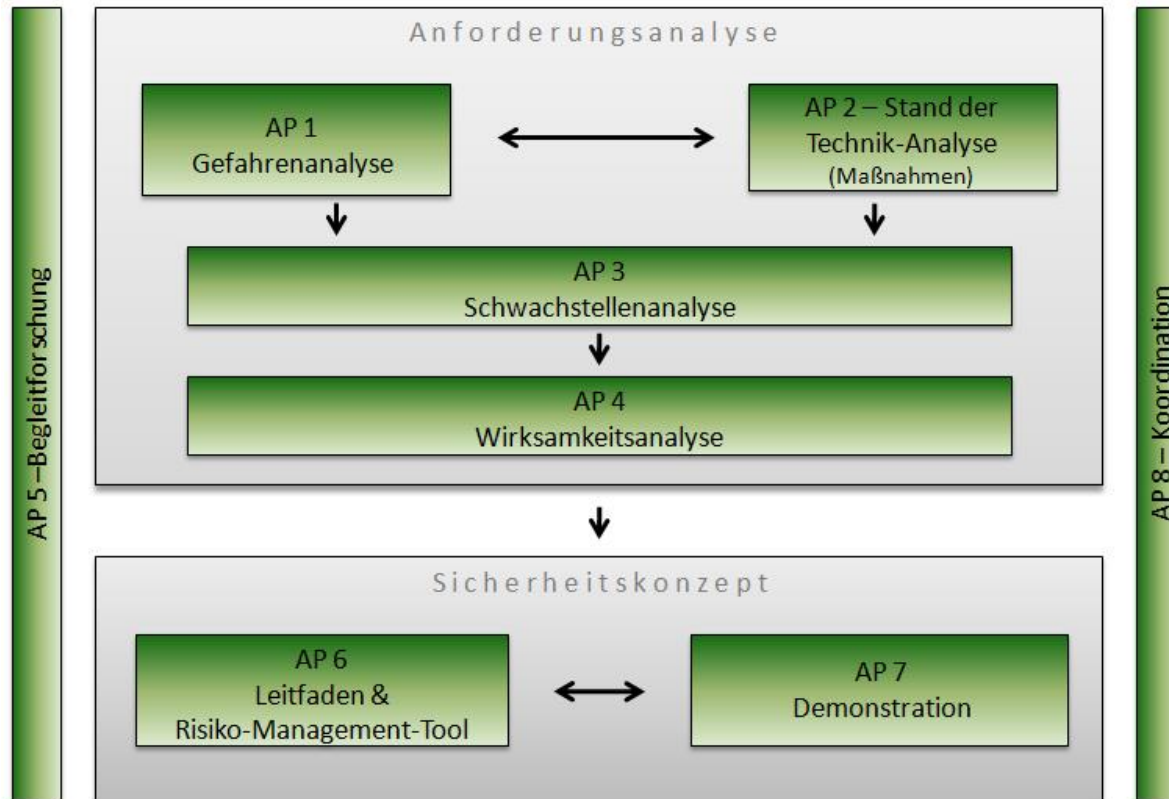 Anforderungsanalyse
AP 1
Gefahrenanalyse
AP 2 – Stand der
Technik-Analyse
(Maßnahmen)
AP 3
Schwachstellenanalyse
AP 4
Wirksamkeitsanalyse
AP 5 –Begleitforschung
AP 8 – Koordination
Sicherheitskonzept
AP 6
Leitfaden &
Risiko-Management-Tool
AP 7
Demonstration